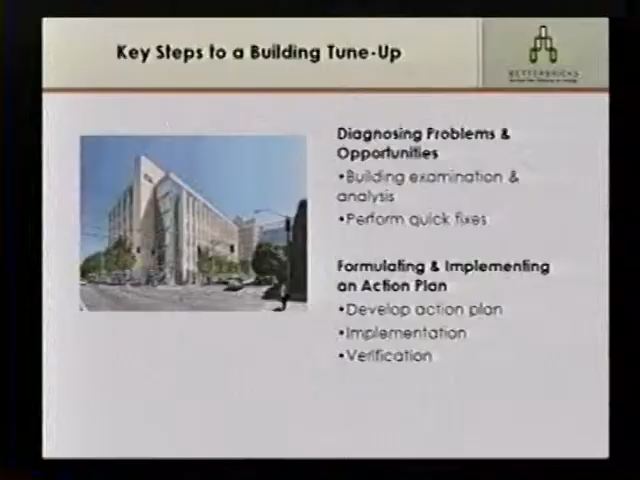 Key Steps to a Building Tune-Up
BETTERBRICKS
Diagnosing Problems &
Opportunities
•Building examination &
analysis
•Perform quick fixes
Formulating & Implementing
an Action Plan
•Develop action plan
•Implementation
•Verification